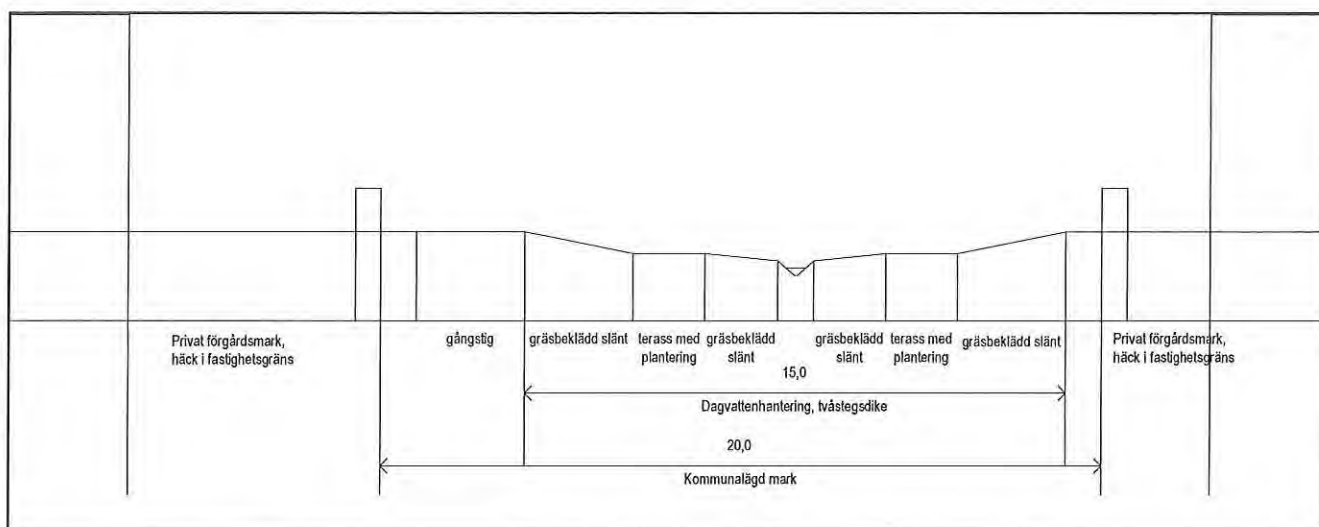 Privat förgårdsmark,
häck i fastighetsgräns
gångstig
gräsbeklädd slänt
terass med
plantering
gräsbeklädd
slänt
gräsbeklädd
slänt
terass med
plantering
gräsbeklädd slänt
Privat förgårdsmark,
häck i fastighetsgräns
15,0
Dagvattenhantering, tvåstegsdike
20,0
Kommunalägd mark